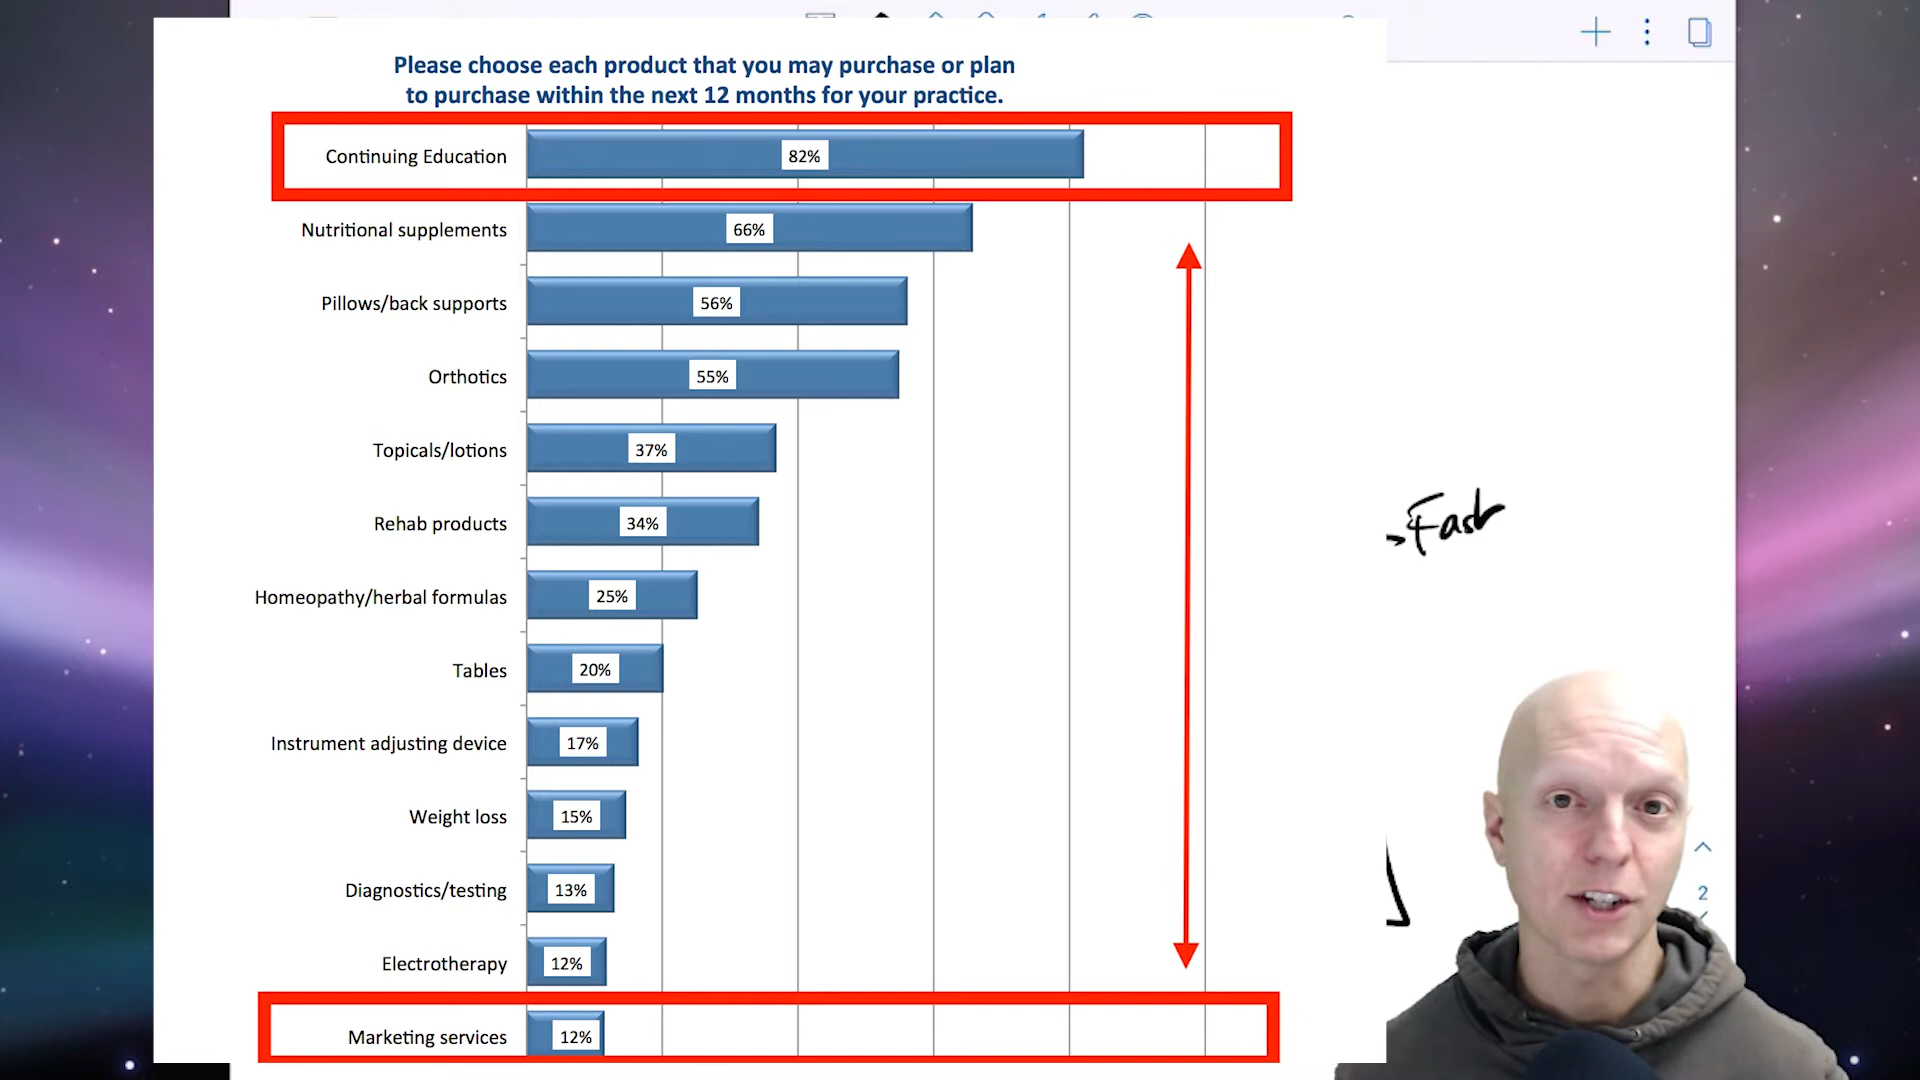 Please choose each product that you may purchase or plan
to purchase within the next 12 months for your practice.
Continuing Education 82%
Nutritional supplements 66%
Pillows/back supports 56%
Orthotics 55%
Topicals/lotions 37%
Rehab products 34%
Homeopathy/herbal formulas 25%
Tables 20%
Instrument adjusting device 17%
Weight loss 15%
Diagnostics/testing 13%
Electrotherapy 12%
Marketing services 12%
Fast
2